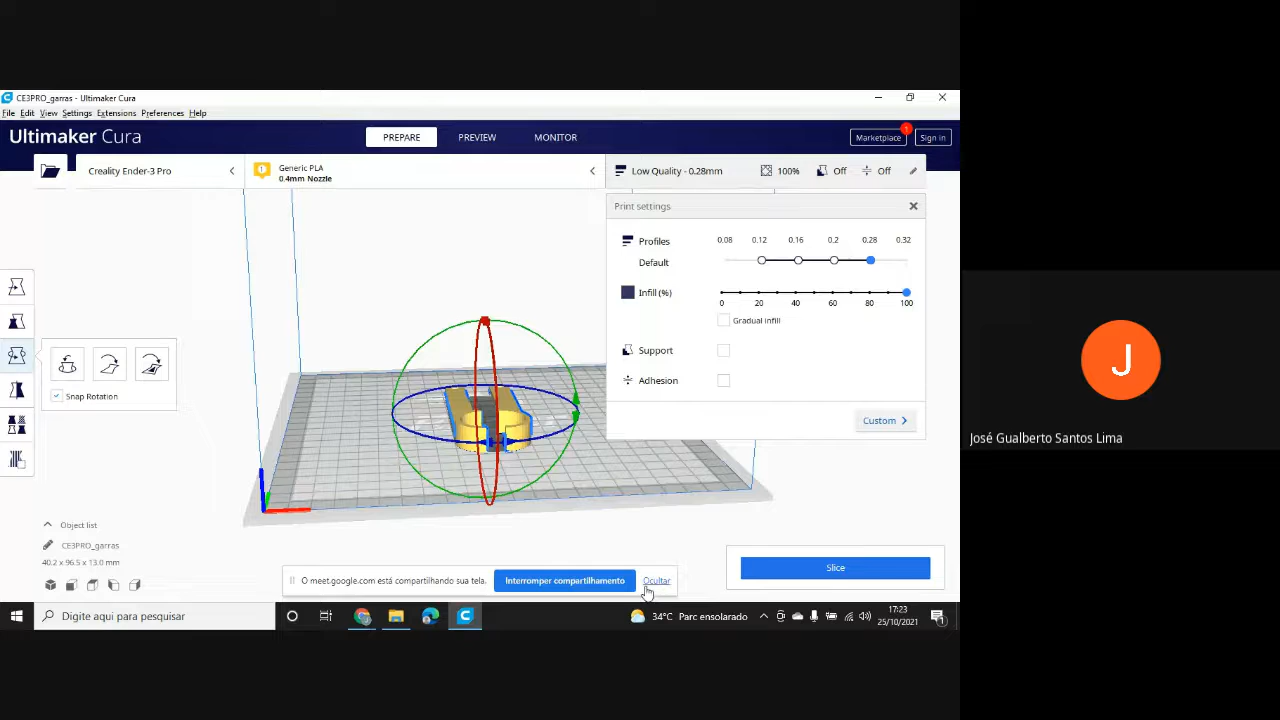 CE3PRO_garras - Ultimaker Cura
File Edit View Settings Extensions Preferences Help
Ultimaker Cura
PREPARE PREVIEW MONITOR
Marketplace 1 Sign in
Creality Ender-3 Pro
Generic PLA
0.4mm Nozzle
Low Quality - 0.28mm 100% Off Off
Print settings
Profiles 0.08 0.12 0.16 0.2 0.28 0.32
Default
Infill (%)
0 20 40 60 80 100
Gradual infill
Support
Adhesion
Custom
Snap Rotation
J
José Gualberto Santos Lima
Object list
CE3PRO_garras
40.2 x 96.5 x 13.0 mm
Slice
O meet.google.com está compartilhando sua tela. Interromper compartilhamento Ocultar
Digite aqui para pesquisar
34°C Parc ensolarado
17:23
25/10/2021
1